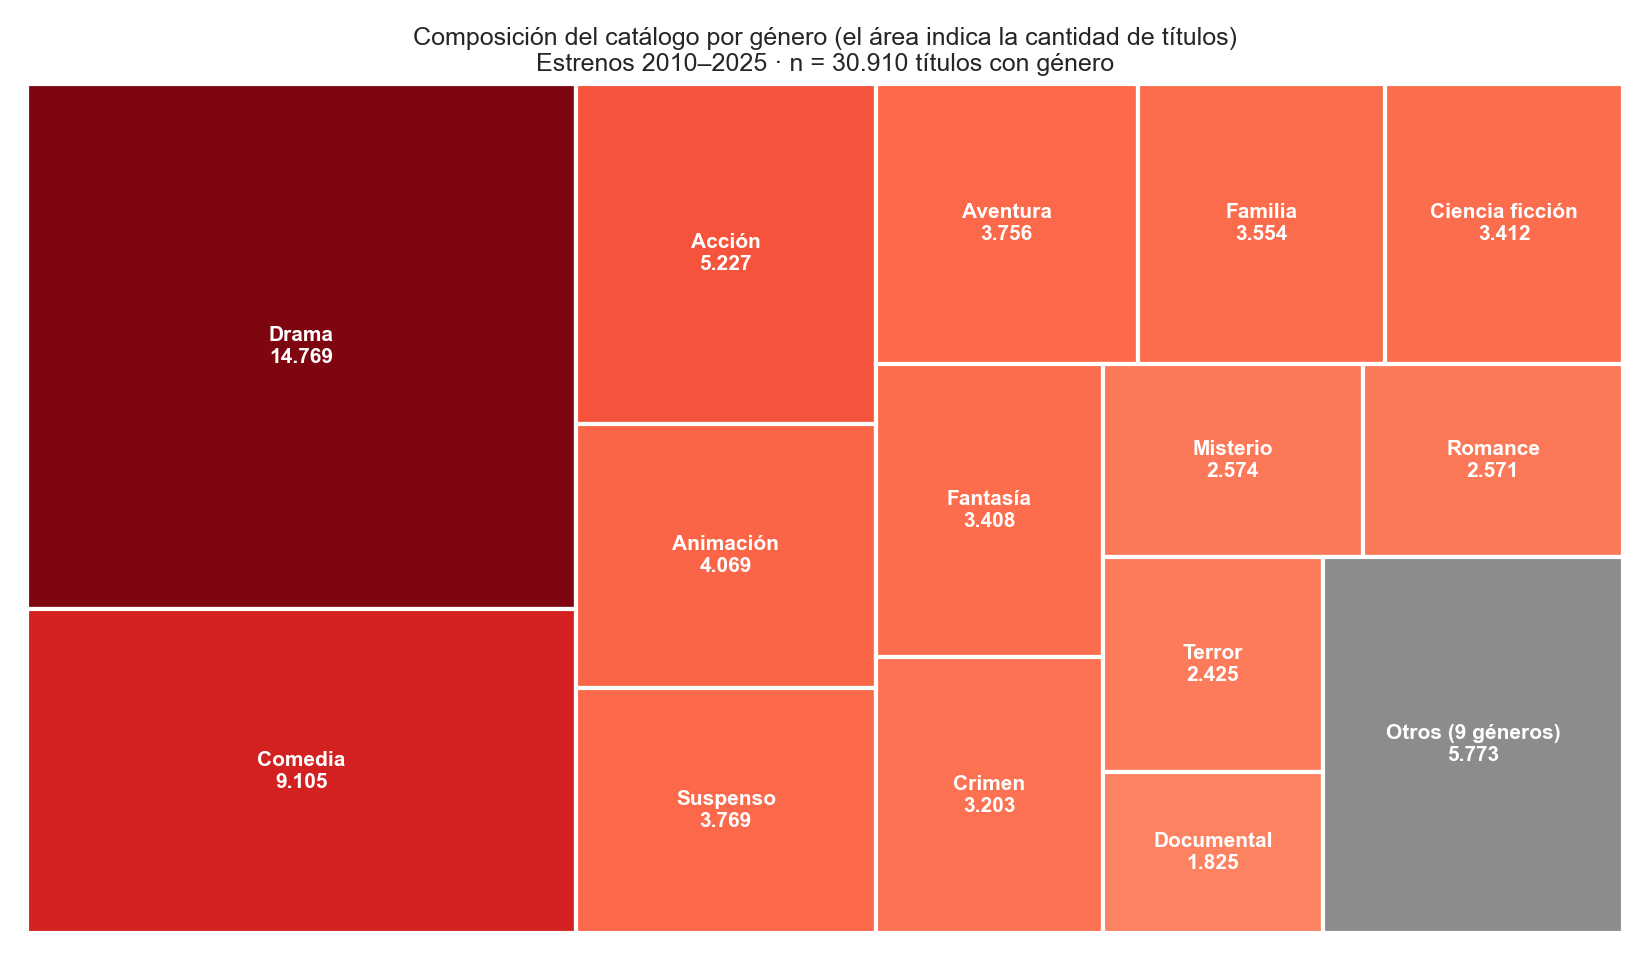 Composición del catálogo por género (el área indica la cantidad de títulos)
Estrenos 2010–2025 · n = 30.910 títulos con género
Drama
14.769
Comedia
9.105
Acción
5.227
Animación
4.069
Suspenso
3.769
Aventura
3.756
Familia
3.554
Ciencia ficción
3.412
Fantasía
3.408
Crimen
3.203
Misterio
2.574
Romance
2.571
Terror
2.425
Documental
1.825
Otros (9 géneros)
5.773